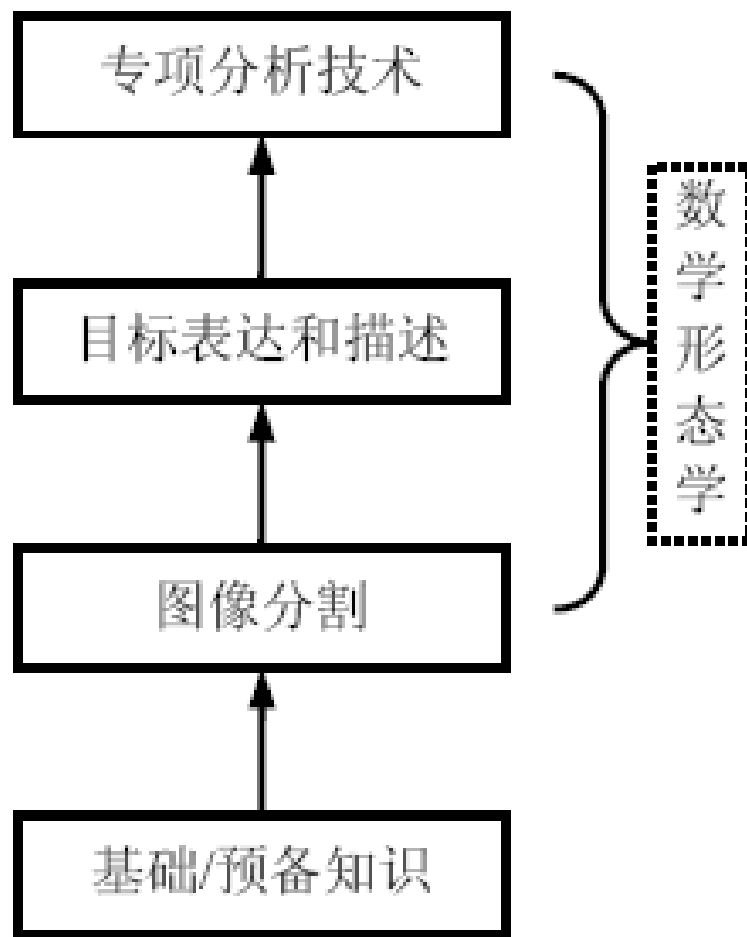 专项分析技术
目标表达和描述
图像分割
基础/预备知识
数学形态学